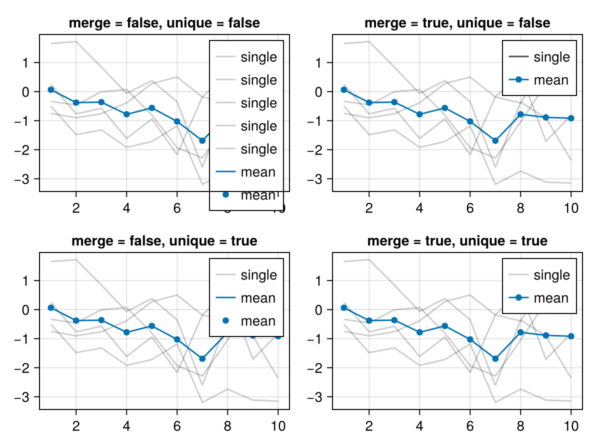 merge = false, unique = false
1
0
−1
−2
−3
2
4
6
8
10
single
single
single
single
single
mean
mean
merge = true, unique = false
1
0
−1
−2
−3
2
4
6
8
10
single
mean
merge = false, unique = true
1
0
−1
−2
−3
2
4
6
8
10
single
mean
mean
merge = true, unique = true
1
0
−1
−2
−3
2
4
6
8
10
single
mean